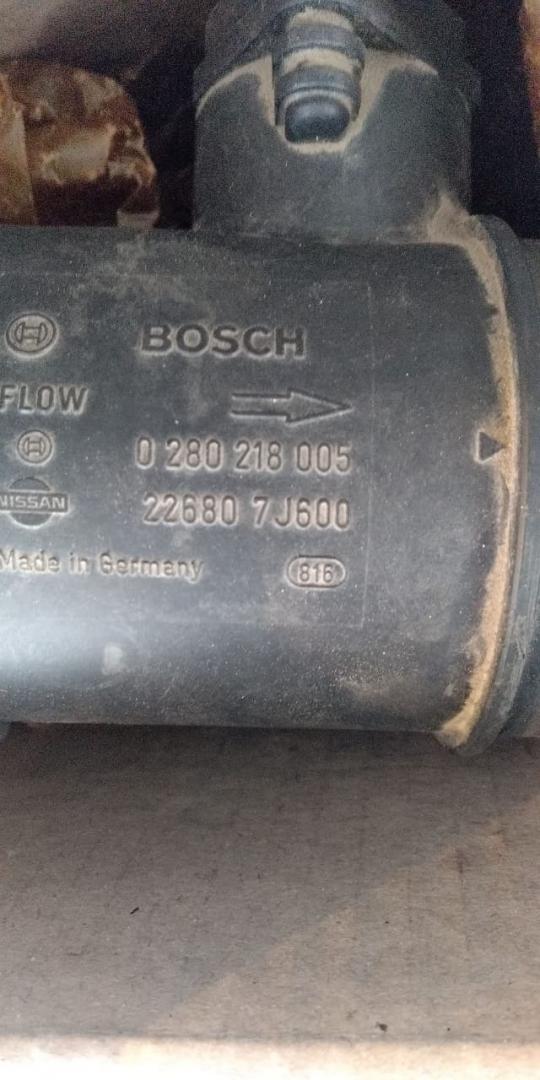 BOSCH
FLOW
0 280 218 005
NISSAN
22680 7J600
Made in Germany
816